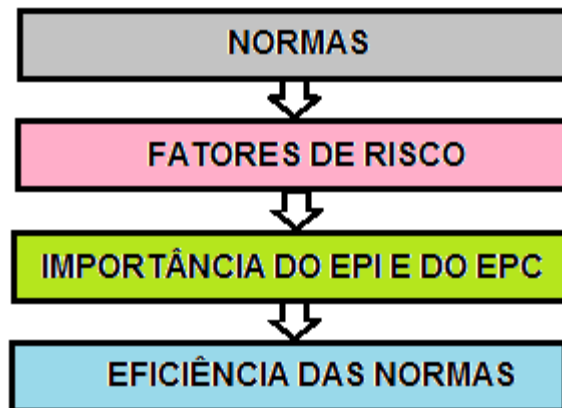 NORMAS
FATORES DE RISCO
IMPORTÂNCIA DO EPI E DO EPC
EFICIÊNCIA DAS NORMAS